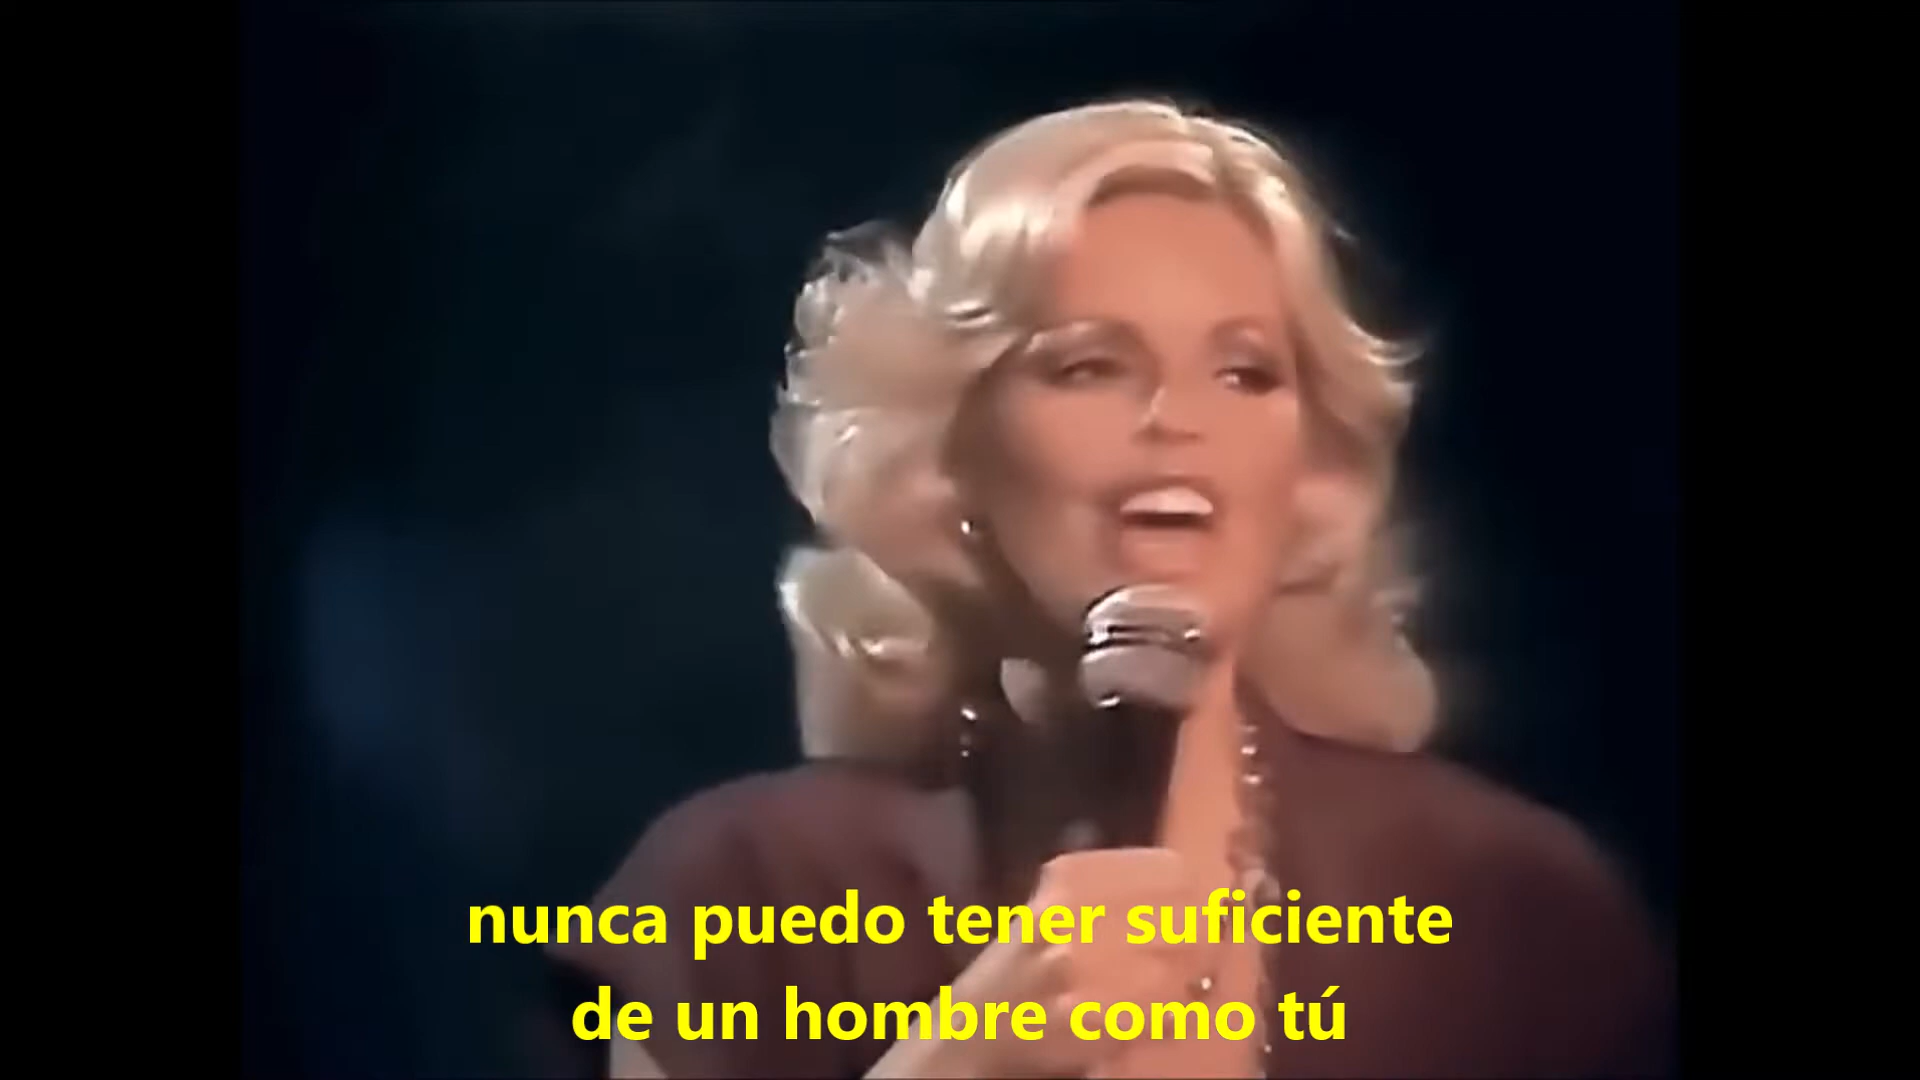 nunca puedo tener suficiente
de un hombre como tú